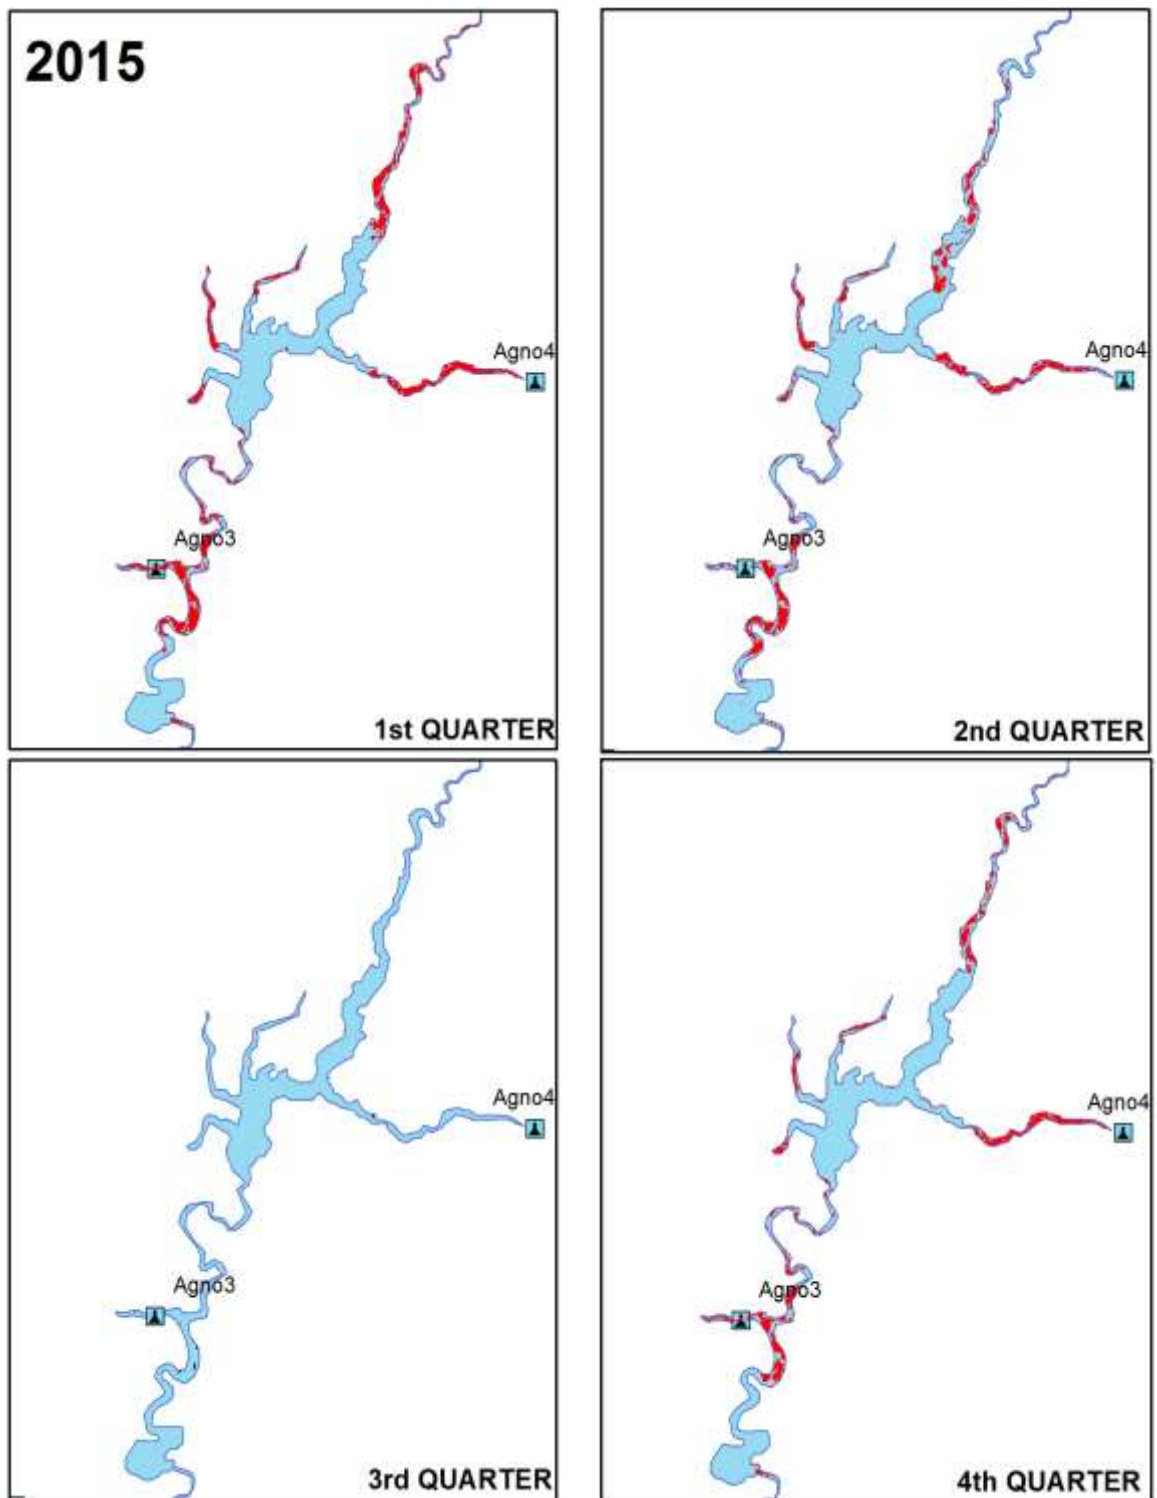 2015
Agno4
Agno3
1st QUARTER
Agno4
Agno3
2nd QUARTER
Agno4
Agno3
3rd QUARTER
Agno4
Agno3
4th QUARTER